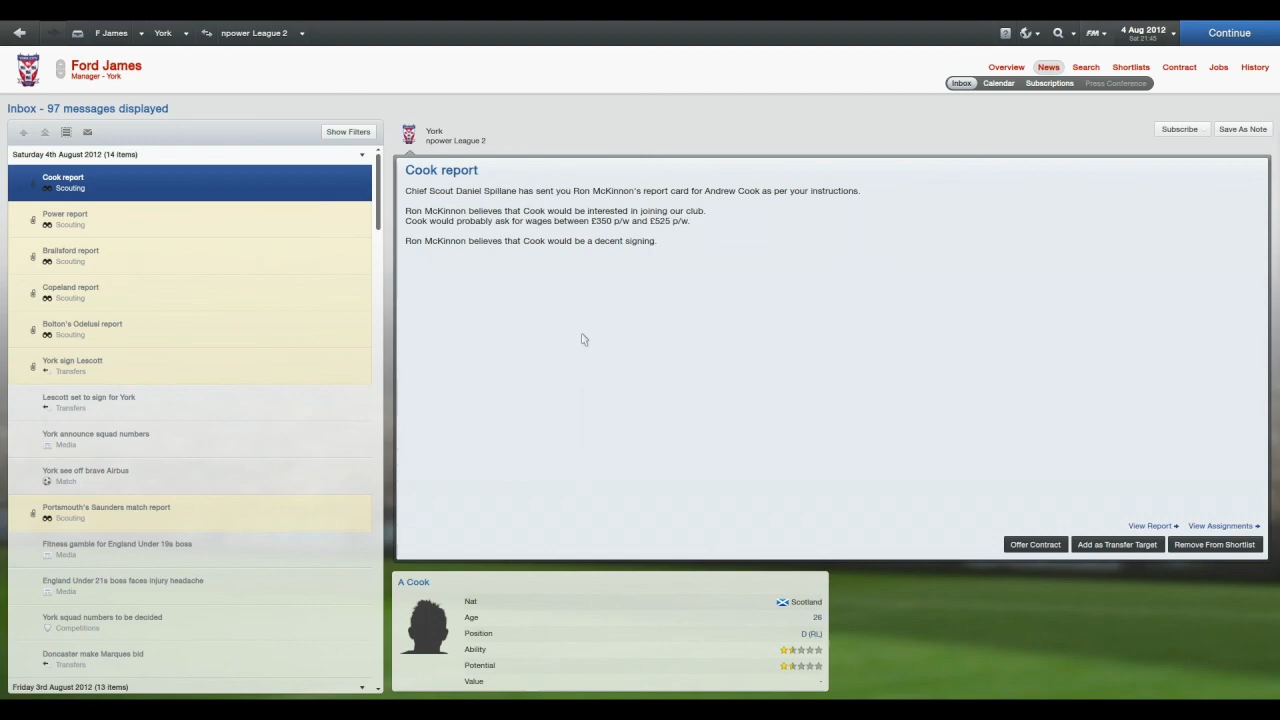 F James
York
npower League 2
FM
4 Aug 2012
Sat 21:45
Continue
Ford James
Manager - York
Overview
News
Search
Shortlists
Contract
Jobs
History
Inbox
Calendar
Subscriptions
Press Conference
Inbox - 97 messages displayed
Show Filters
Saturday 4th August 2012 (14 items)
Cook report
Scouting
Power report
Scouting
Brailsford report
Scouting
Copeland report
Scouting
Bolton's Odelusi report
Scouting
York sign Lescott
Transfers
Lescott set to sign for York
Transfers
York announce squad numbers
Media
York see off brave Airbus
Match
Portsmouth's Saunders match report
Scouting
Fitness gamble for England Under 19s boss
Media
England Under 21s boss faces injury headache
Media
York squad numbers to be decided
Competitions
Doncaster make Marques bid
Transfers
Friday 3rd August 2012 (13 items)
York
npower League 2
Subscribe
Save As Note
Cook report
Chief Scout Daniel Spillane has sent you Ron McKinnon's report card for Andrew Cook as per your instructions.
Ron McKinnon believes that Cook would be interested in joining our club.
Cook would probably ask for wages between £350 p/w and £525 p/w.
Ron McKinnon believes that Cook would be a decent signing.
View Report
View Assignments
Offer Contract
Add as Transfer Target
Remove From Shortlist
A Cook
Nat Scotland
Age 26
Position D (RL)
Ability
Potential
Value -